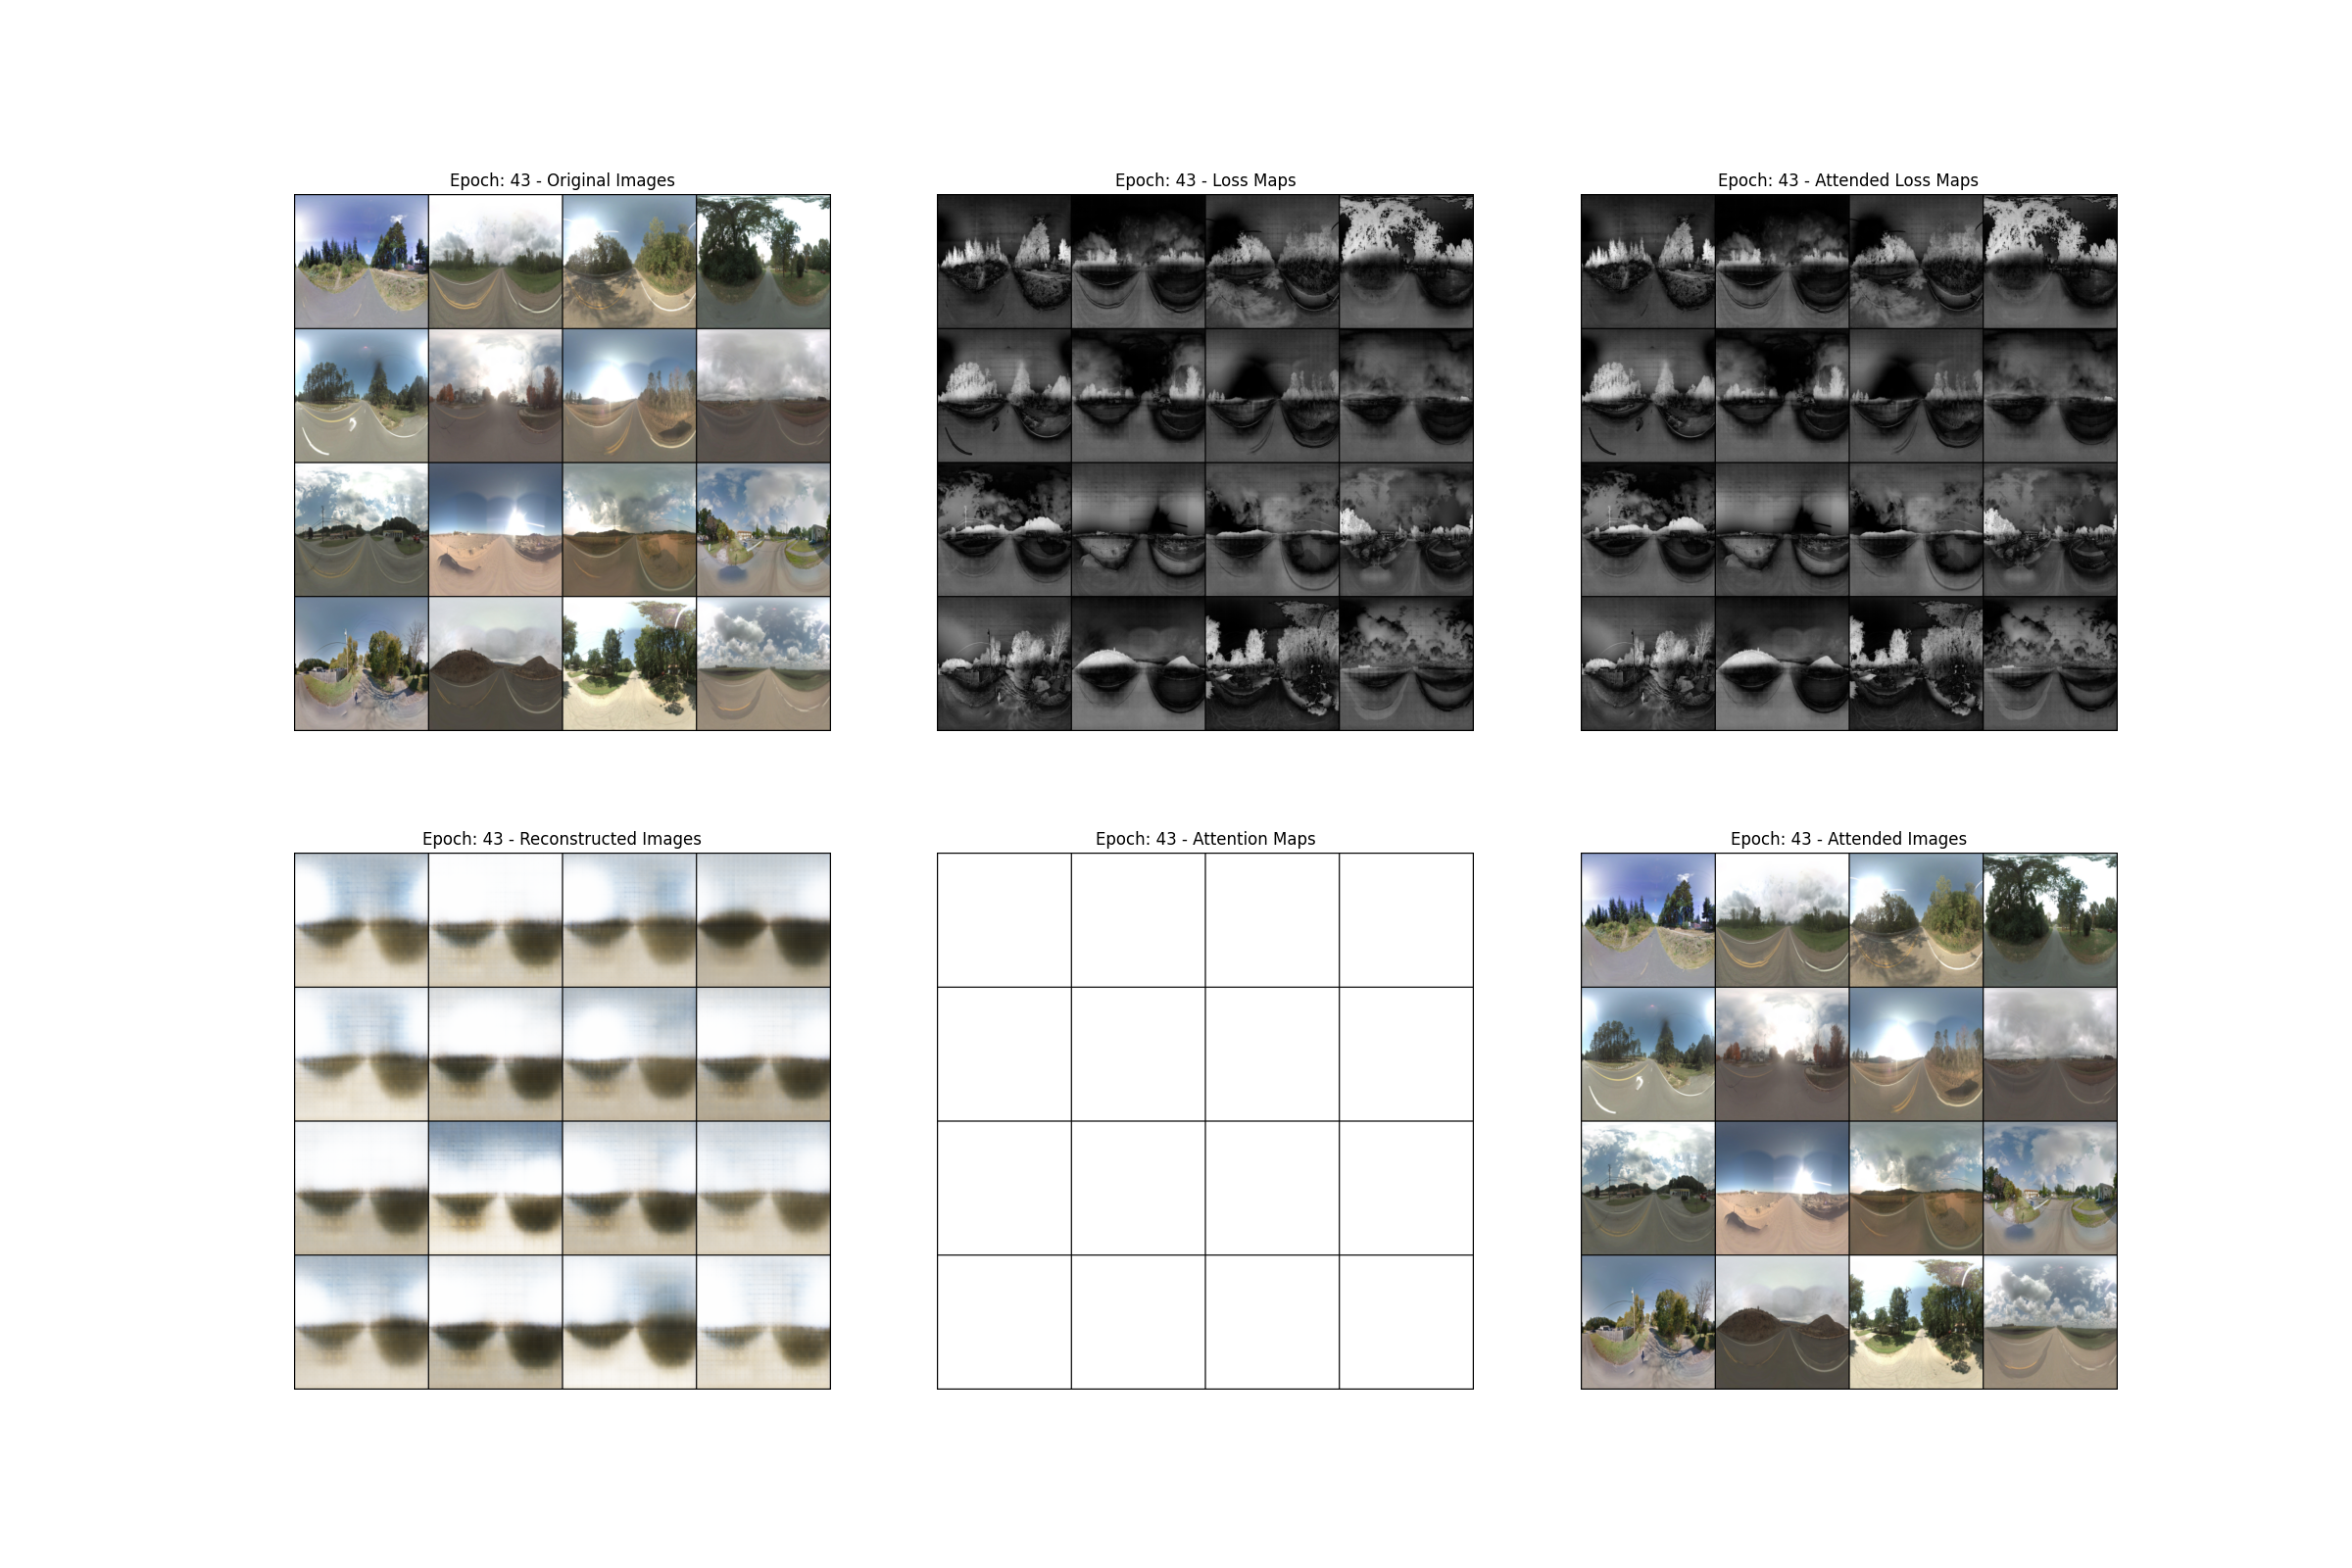 Epoch: 43 - Original Images
Epoch: 43 - Loss Maps
Epoch: 43 - Attended Loss Maps
Epoch: 43 - Reconstructed Images
Epoch: 43 - Attention Maps
Epoch: 43 - Attended Images